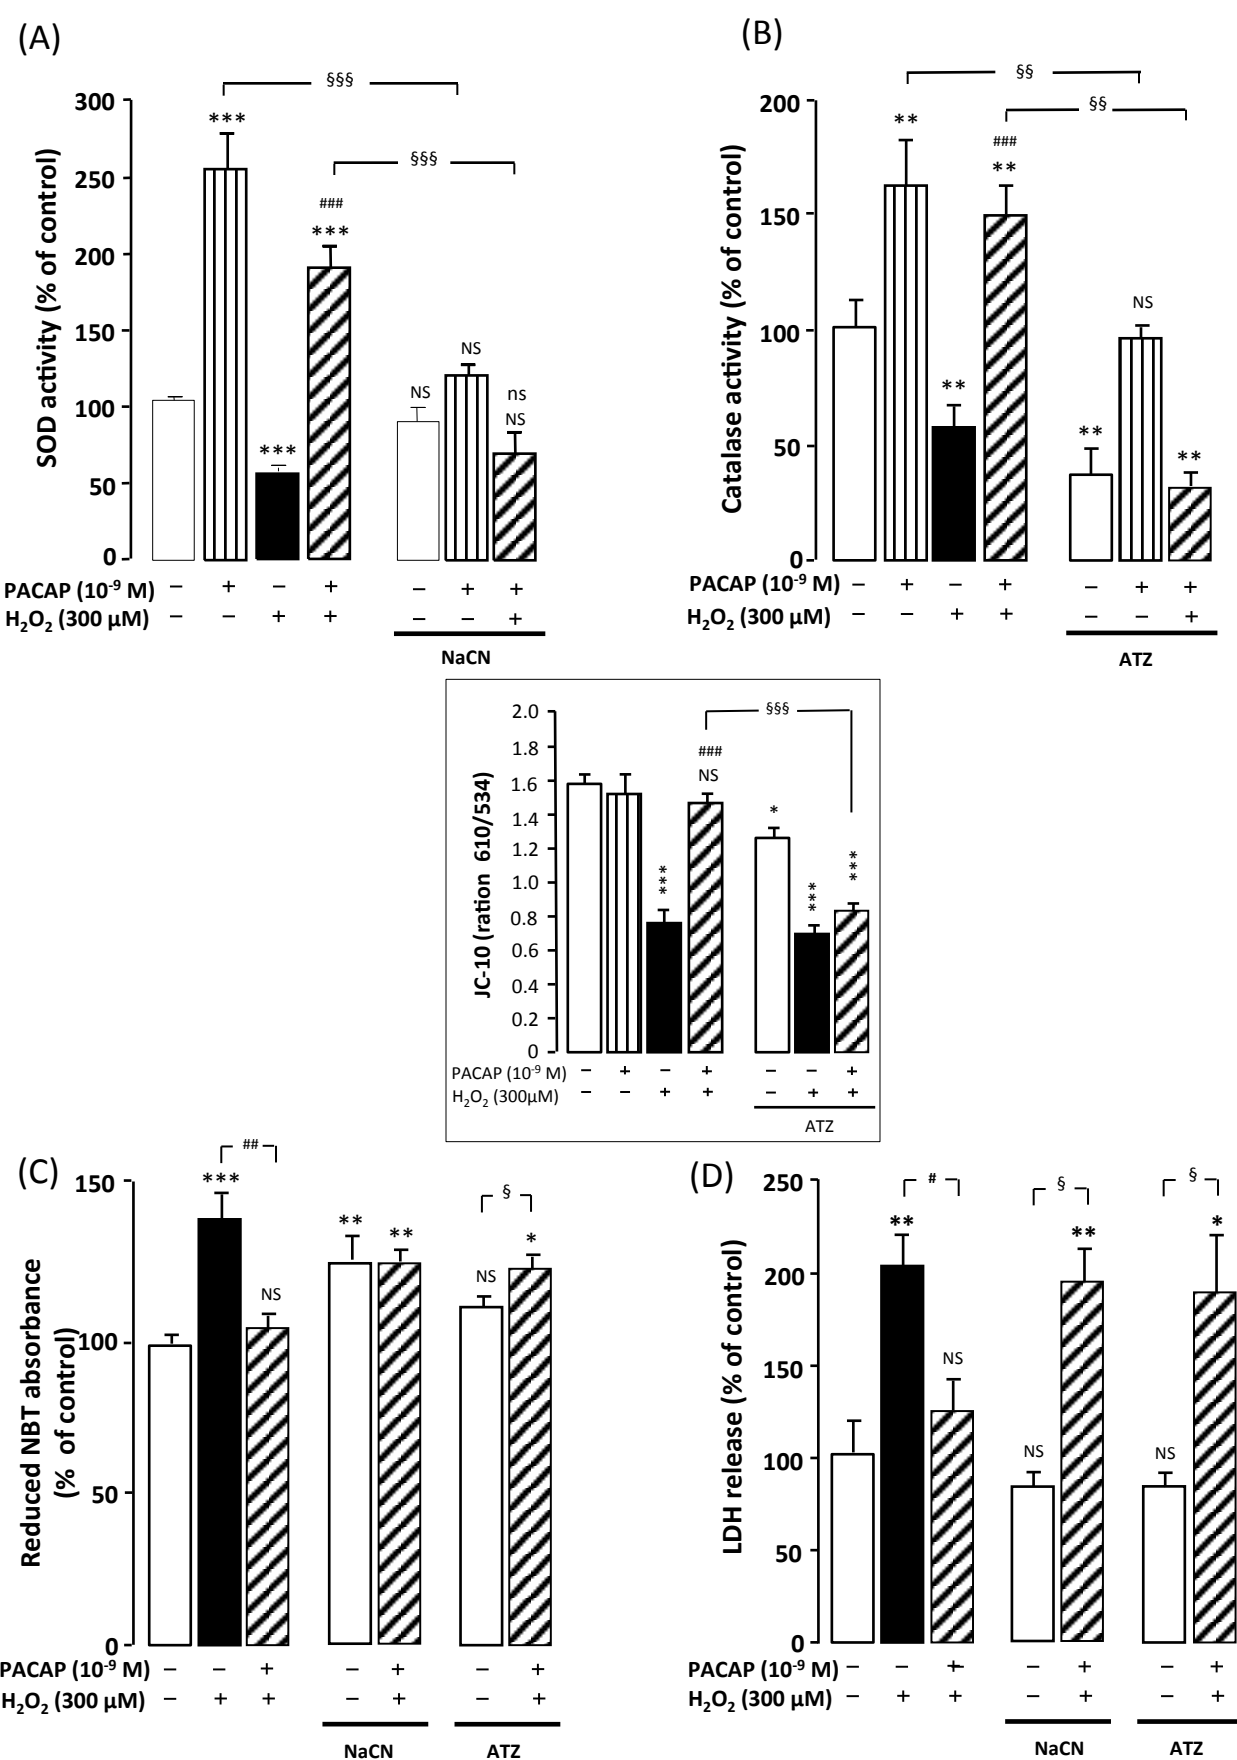 (A)
§§§
300
***
250
§§§
###
***
200
150
NS
NS
ns
NS
100
***
50
0
SOD activity (% of control)
PACAP (10-9 M) − + − + − + +
H2O2 (300 µM) − − + + − − +
NaCN
(B)
§§
200
**
§§
###
**
150
NS
100
**
**
**
50
0
Catalase activity (% of control)
PACAP (10-9 M) − + − + − + +
H2O2 (300 µM) − − + + − − +
ATZ
2.0
§§§
1.8
###
NS
1.6
*
1.4
1.2
***
***
***
1.0
0.8
0.6
0.4
0.2
0
JC-10 (ration 610/534)
PACAP (10-9 M) − + − + − − +
H2O2 (300µM) − − + + − + +
ATZ
(C)
##
150
***
**
**
§
*
NS
NS
100
50
0
Reduced NBT absorbance
(% of control)
PACAP (10-9 M) − − + − + − +
H2O2 (300 µM) − + + − + − +
NaCN
ATZ
(D)
250
#
§
§
**
**
*
200
NS
150
NS
NS
100
50
0
LDH release (% of control)
PACAP (10-9 M) − − + − + − +
H2O2 (300 µM) − + + − + − +
NaCN
ATZ